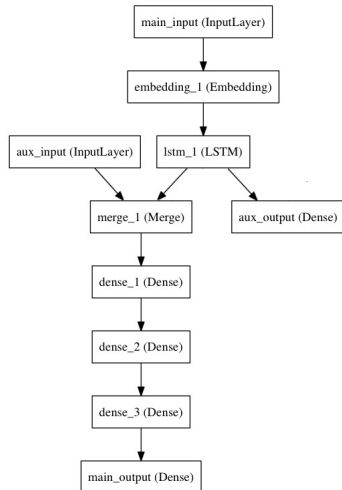 main_input (InputLayer)
embedding_1 (Embedding)
aux_input (InputLayer)
lstm_1 (LSTM)
merge_1 (Merge)
aux_output (Dense)
dense_1 (Dense)
dense_2 (Dense)
dense_3 (Dense)
main_output (Dense)